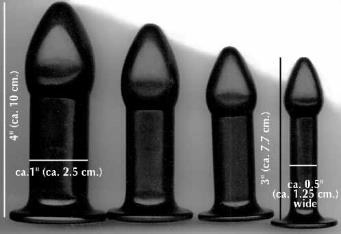 4" (ca. 10 cm.)
ca.1" (ca. 2.5 cm.)
3" (ca. 7.7 cm.)
ca. 0.5"
(ca. 1.25 cm.)
wide